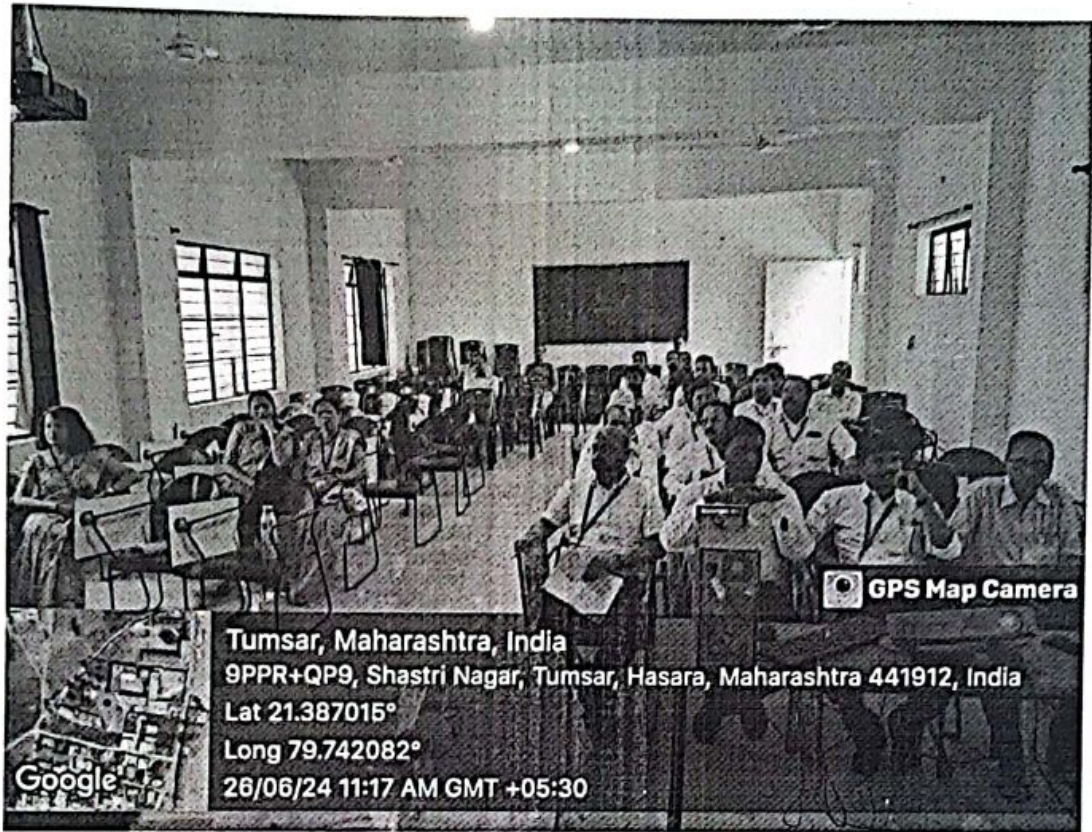 GPS Map Camera
Tumsar, Maharashtra, India
9PPR+QP9, Shastri Nagar, Tumsar, Hasara, Maharashtra 441912, India
Lat 21.387015°
Long 79.742082°
26/06/24 11:17 AM GMT +05:30
Google